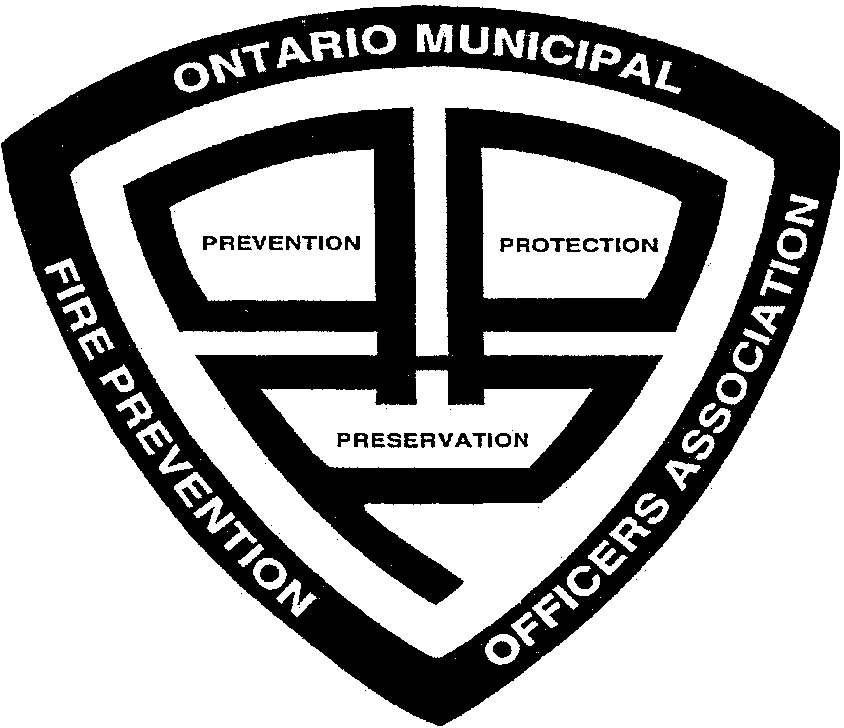 ONTARIO MUNICIPAL
FIRE PREVENTION
OFFICERS ASSOCIATION
PREVENTION
PROTECTION
PRESERVATION